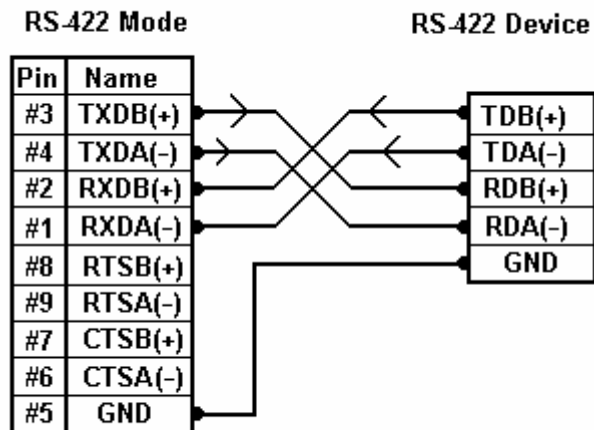 RS-422 Mode
RS-422 Device
Pin Name
#3 TXDB(+)
#4 TXDA(-)
#2 RXDB(+)
#1 RXDA(-)
#8 RTSB(+)
#9 RTSA(-)
#7 CTSB(+)
#6 CTSA(-)
#5 GND
TDB(+)
TDA(-)
RDB(+)
RDA(-)
GND